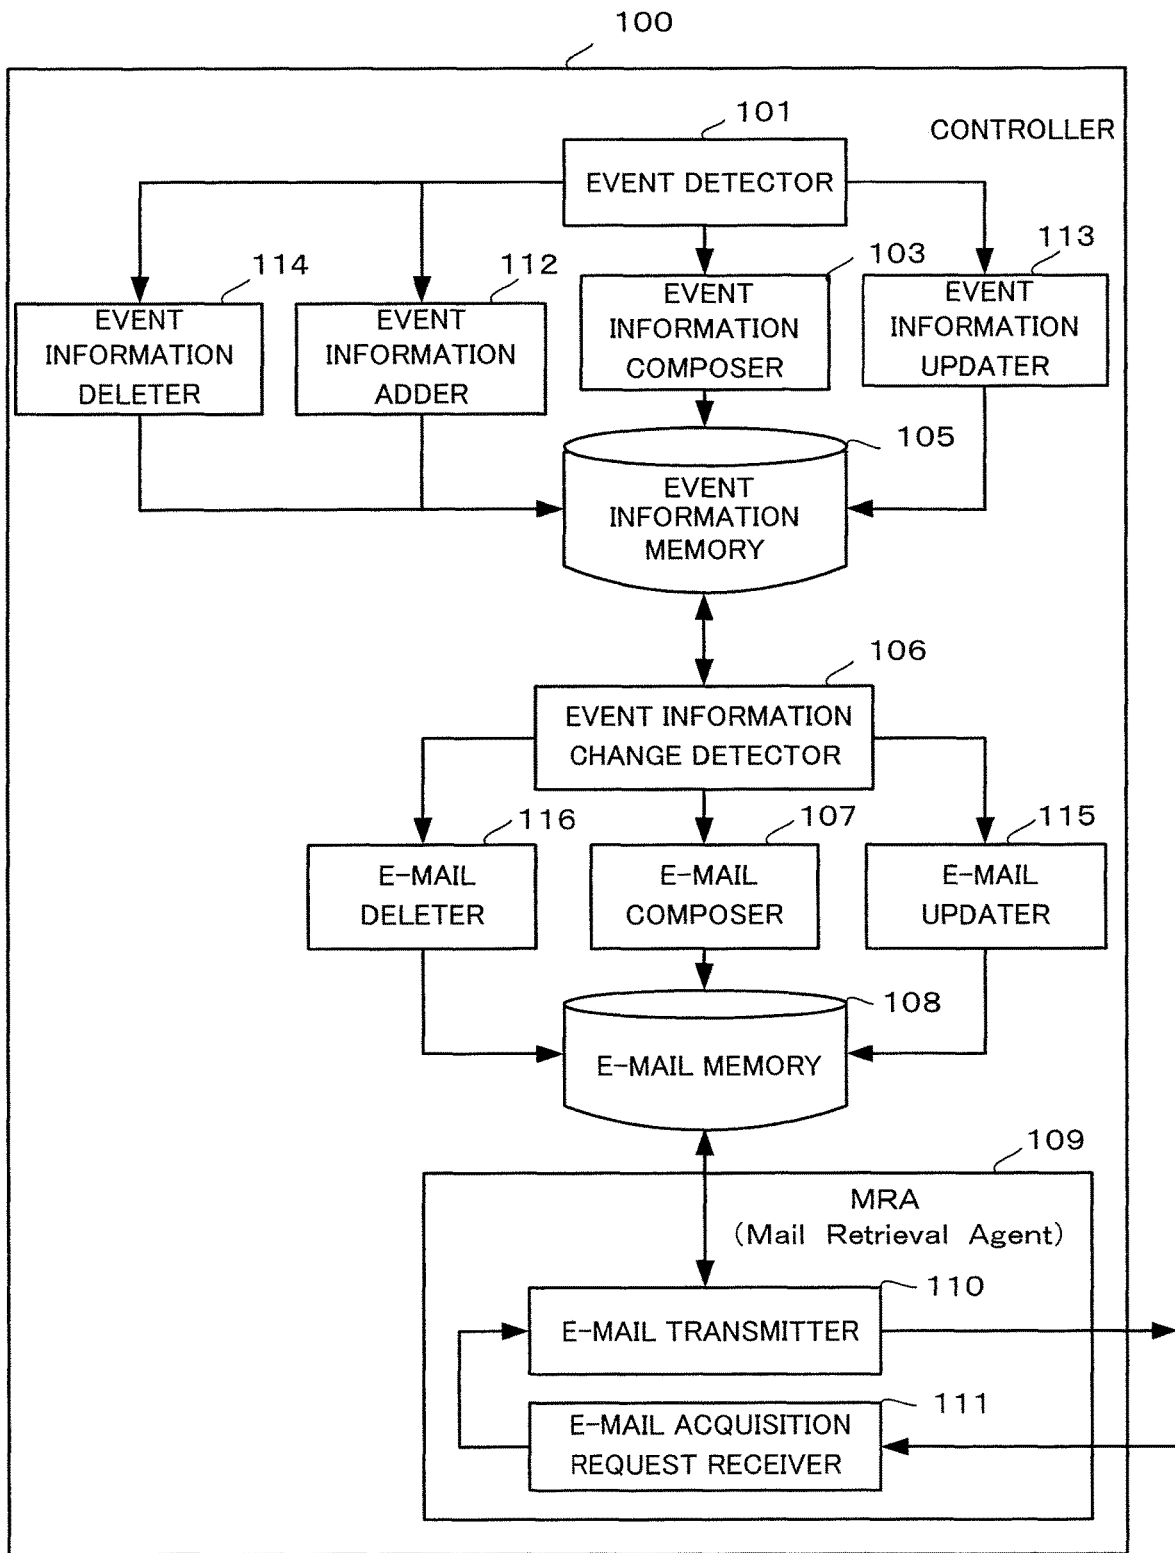 100
CONTROLLER
101
EVENT DETECTOR
114
EVENT
INFORMATION
DELETER
112
EVENT
INFORMATION
ADDER
103
EVENT
INFORMATION
COMPOSER
113
EVENT
INFORMATION
UPDATER
105
EVENT
INFORMATION
MEMORY
106
EVENT INFORMATION
CHANGE DETECTOR
116
E-MAIL
DELETER
107
E-MAIL
COMPOSER
115
E-MAIL
UPDATER
108
E-MAIL MEMORY
109
MRA
(Mail Retrieval Agent)
110
E-MAIL TRANSMITTER
111
E-MAIL ACQUISITION
REQUEST RECEIVER